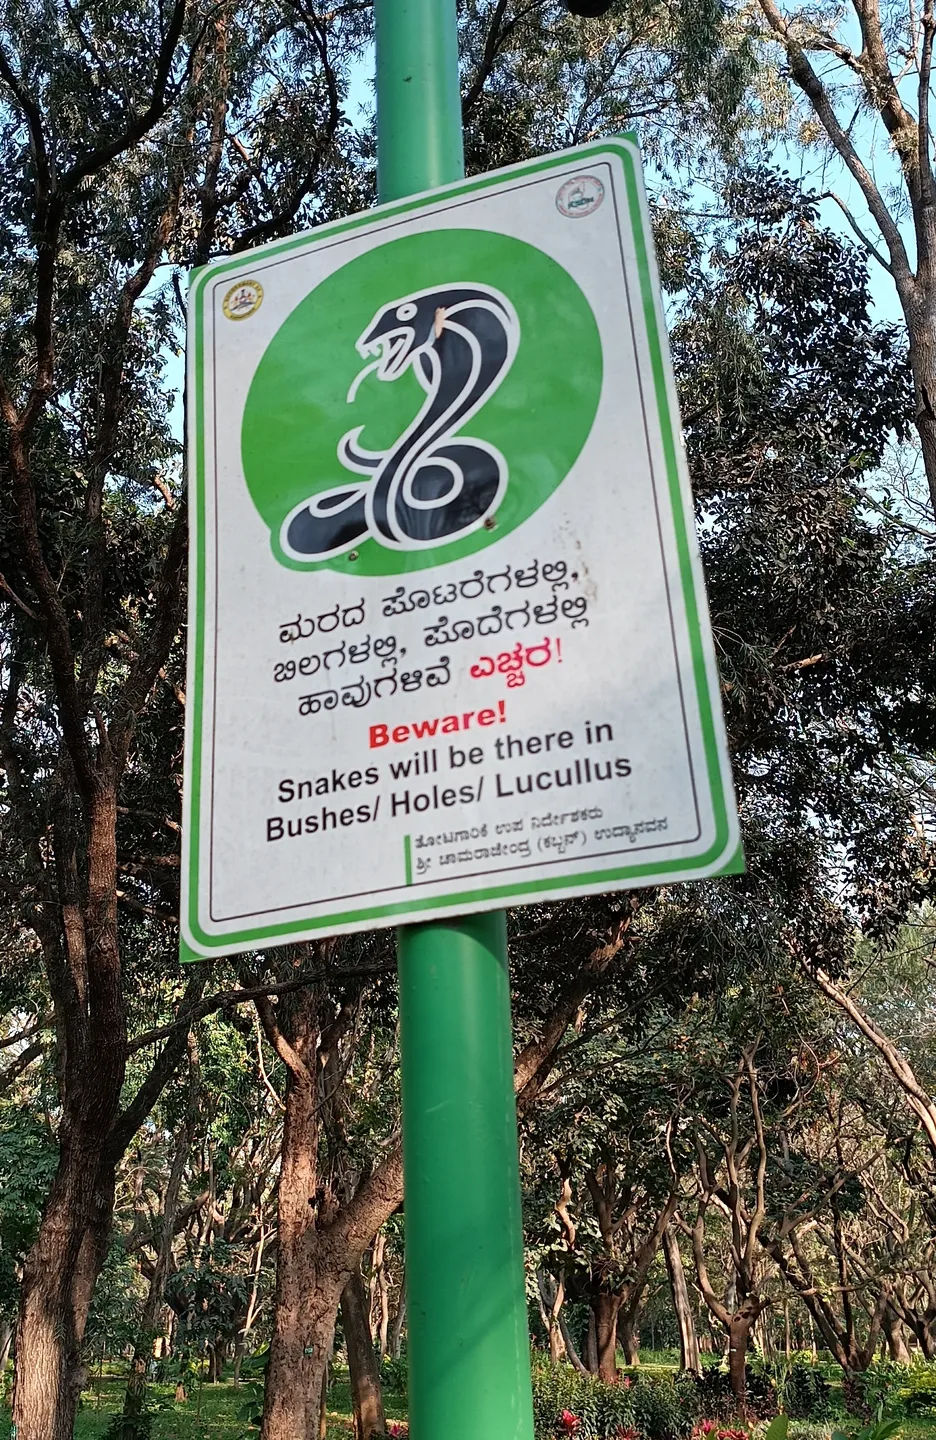 ಮರದ ಪೊಟರೆಗಳಲ್ಲಿ,
ಬಿಲಗಳಲ್ಲಿ, ಪೊದೆಗಳಲ್ಲಿ
ಹಾವುಗಳಿವೆ ಎಚ್ಚರ!
Beware!
Snakes will be there in
Bushes/ Holes/ Lucullus
ತೋಟಗಾರಿಕೆ ಉಪ ನಿರ್ದೇಶಕರು
ಶ್ರೀ ಚಾಮರಾಜೇಂದ್ರ (ಕಬ್ಬನ್) ಉದ್ಯಾನವನ